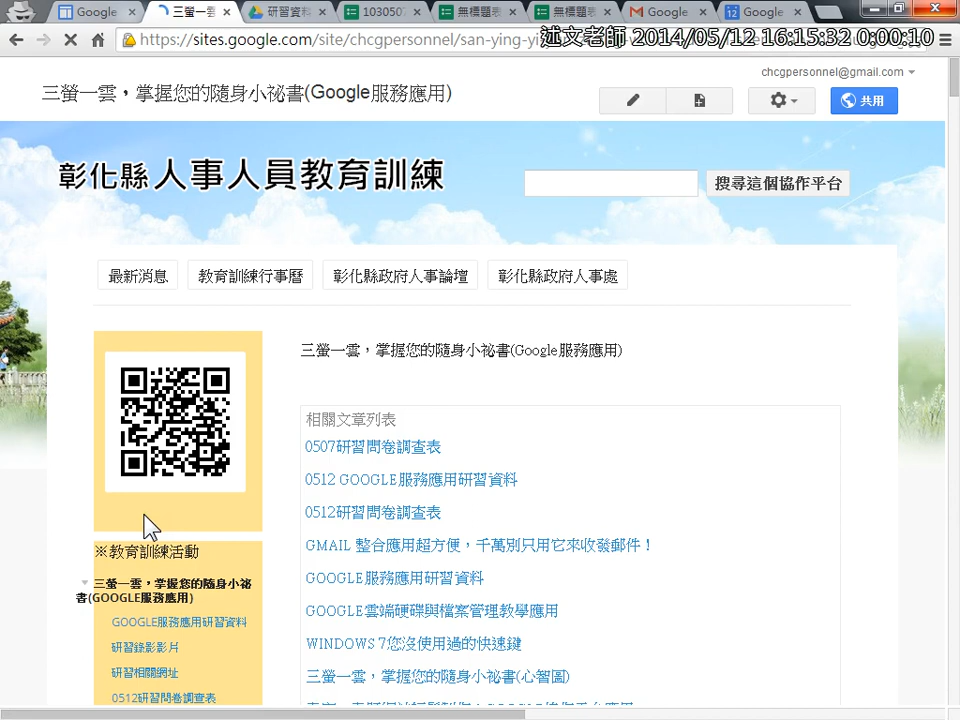 Google
三螢一雲
研習資料
1030507
無標題表
無標題表
Google
Google
https://sites.google.com/site/chcgpersonnel/san-ying-yi
述文老師 2014/05/12 16:15:32 0:00:10
chcgpersonnel@gmail.com
三螢一雲，掌握您的隨身小祕書(Google服務應用)
共用
彰化縣人事人員教育訓練
搜尋這個協作平台
最新消息
教育訓練行事曆
彰化縣政府人事論壇
彰化縣政府人事處
三螢一雲，掌握您的隨身小祕書(Google服務應用)
相關文章列表
0507研習問卷調查表
0512 GOOGLE服務應用研習資料
0512研習問卷調查表
GMAIL 整合應用超方便，千萬別只用它來收發郵件！
GOOGLE服務應用研習資料
GOOGLE雲端硬碟與檔案管理教學應用
WINDOWS 7您沒使用過的快速鍵
三螢一雲，掌握您的隨身小祕書(心智圖)
※教育訓練活動
三螢一雲，掌握您的隨身小祕
書(GOOGLE服務應用)
GOOGLE服務應用研習資料
研習錄影影片
研習相關網址
0512研習問卷調查表